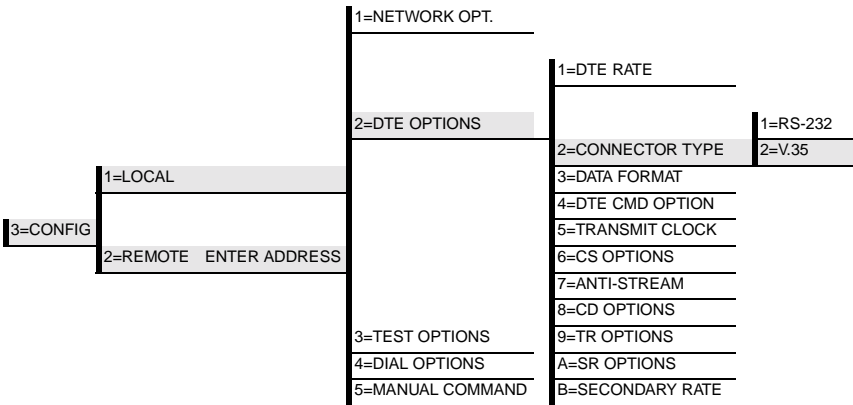 1=NETWORK OPT.
1=DTE RATE
2=DTE OPTIONS
1=RS-232
2=CONNECTOR TYPE
2=V.35
1=LOCAL
3=DATA FORMAT
4=DTE CMD OPTION
3=CONFIG
5=TRANSMIT CLOCK
2=REMOTE ENTER ADDRESS
6=CS OPTIONS
7=ANTI-STREAM
8=CD OPTIONS
3=TEST OPTIONS
9=TR OPTIONS
4=DIAL OPTIONS
A=SR OPTIONS
5=MANUAL COMMAND
B=SECONDARY RATE